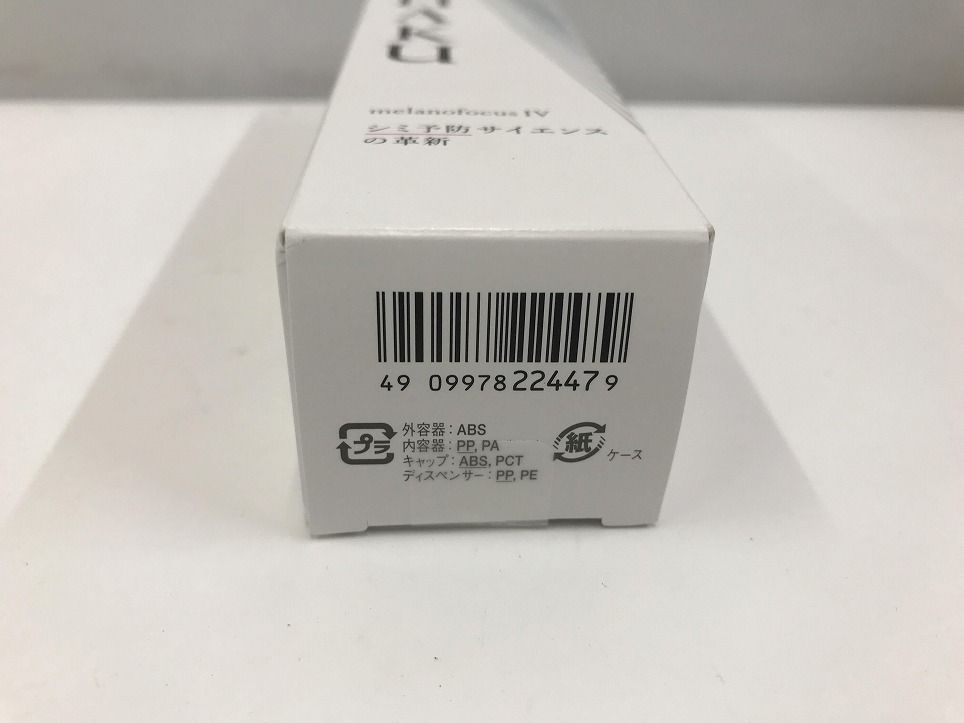 melanofocus IV
シミ予防サイエンス
の革新
49 09978 22447 9
プラ
外容器 : ABS
内容器 : PP, PA
キャップ : ABS, PCT
ディスペンサー : PP, PE
紙
ケース